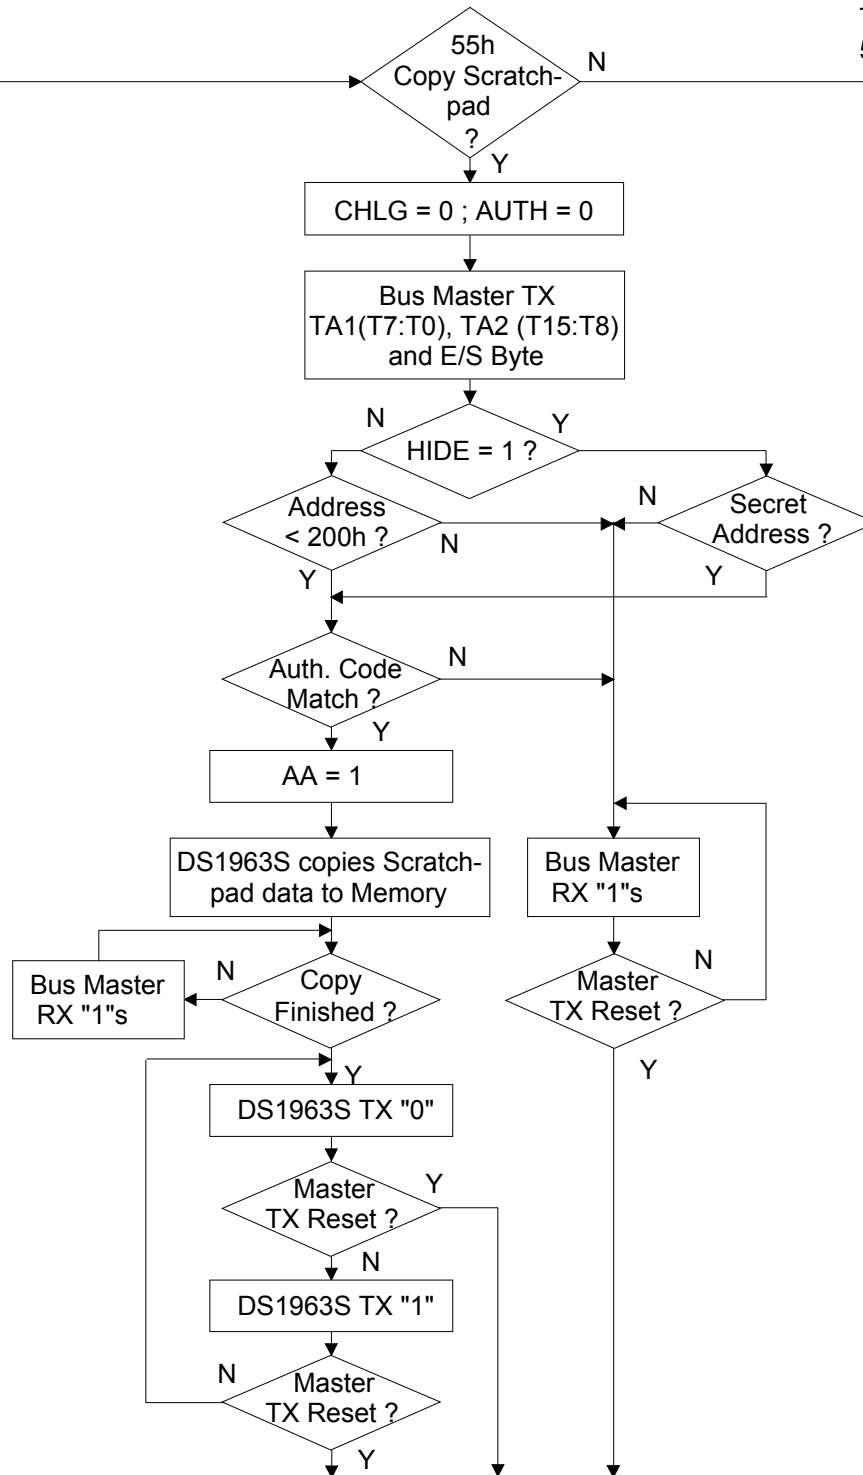 55h
Copy Scratch-
pad
?
N
Y
CHLG = 0 ; AUTH = 0
Bus Master TX
TA1(T7:T0), TA2 (T15:T8)
and E/S Byte
N
Y
HIDE = 1 ?
Address
< 200h ?
N
Y
N
Secret
Address ?
Y
Auth. Code
Match ?
N
Y
AA = 1
DS1963S copies Scratch-
pad data to Memory
Bus Master
RX "1"s
N
Copy
Finished ?
Y
Bus Master
RX "1"s
Master
TX Reset ?
N
Y
DS1963S TX "0"
Master
TX Reset ?
Y
N
DS1963S TX "1"
N
Master
TX Reset ?
Y